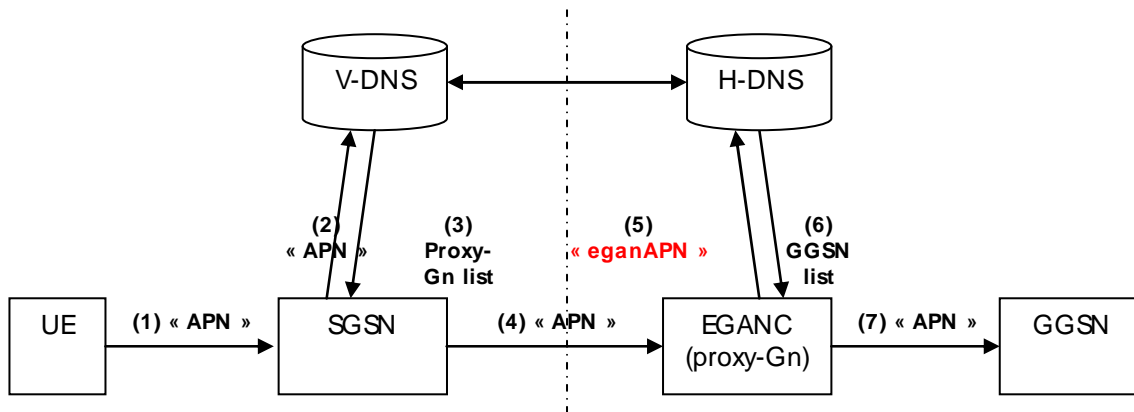 V-DNS
H-DNS
(2)
« APN »
(3)
Proxy-
Gn list
(5)
« eganAPN »
(6)
GGSN
list
UE
(1) « APN »
SGSN
(4) « APN »
EGANC
(proxy-Gn)
(7) « APN »
GGSN